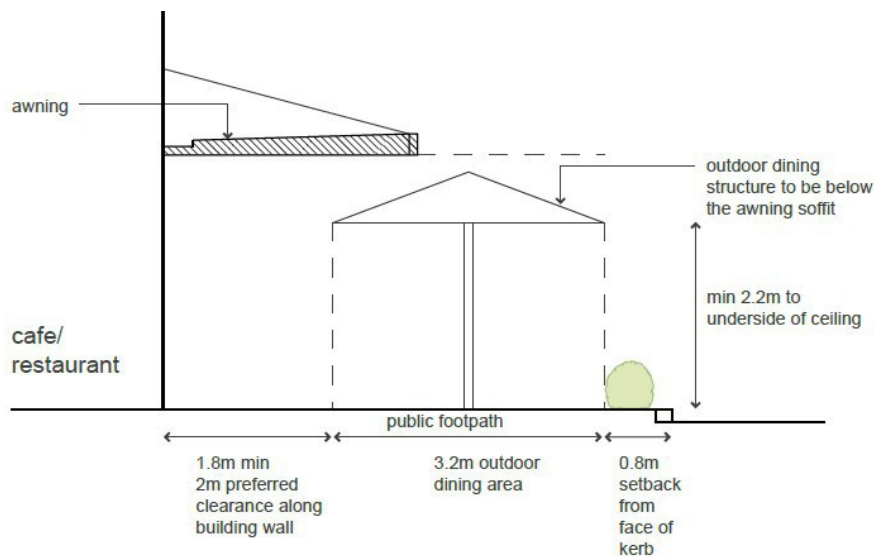 awning
outdoor dining
structure to be below
the awning soffit
min 2.2m to
underside of ceiling
cafe/
restaurant
public footpath
1.8m min
2m preferred
clearance along
building wall
3.2m outdoor
dining area
0.8m
setback
from
face of
kerb